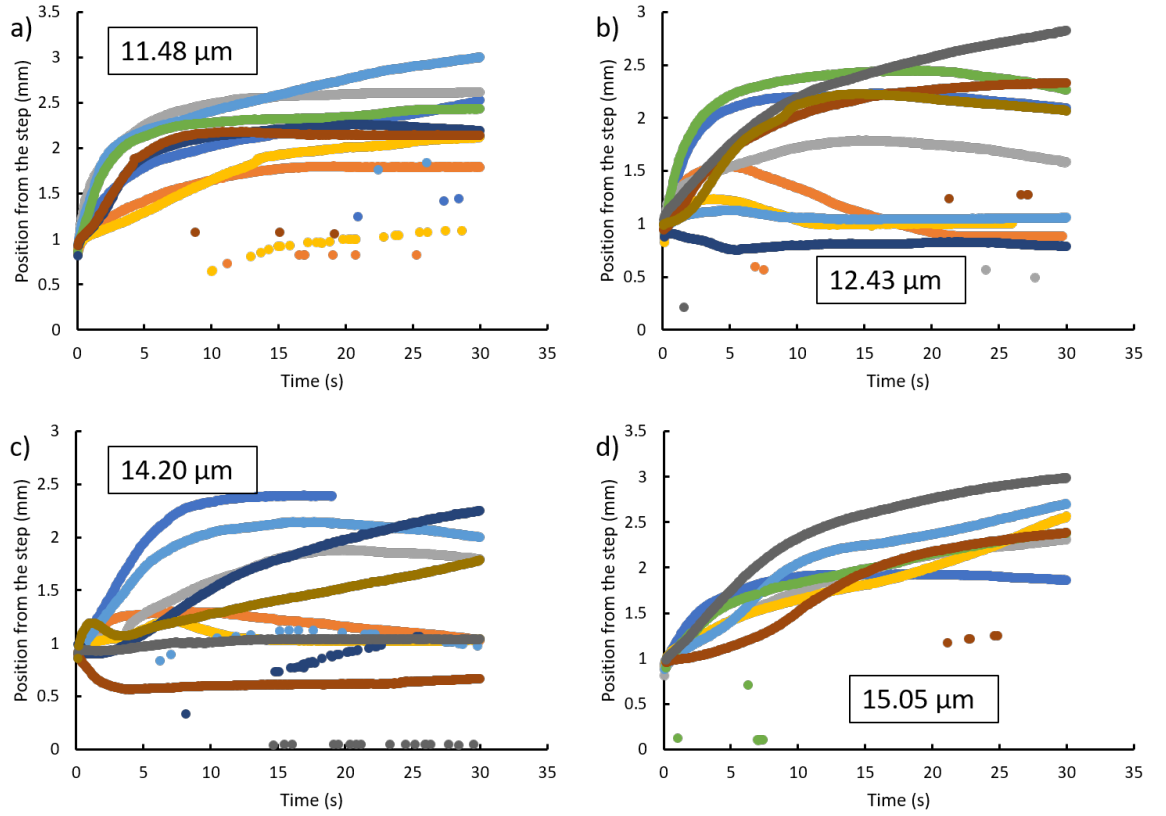 a)
11.48 µm
Position from the step (mm)
3.5
3
2.5
2
1.5
1
0.5
0
0 5 10 15 20 25 30 35
Time (s)
b)
12.43 µm
Position from the step (mm)
3
2.5
2
1.5
1
0.5
0
0 5 10 15 20 25 30 35
Time (s)
c)
14.20 µm
Position from the step (mm)
3
2.5
2
1.5
1
0.5
0
0 5 10 15 20 25 30 35
Time (s)
d)
15.05 µm
Position from the step (mm)
3.5
3
2.5
2
1.5
1
0.5
0
0 5 10 15 20 25 30 35
Time (s)